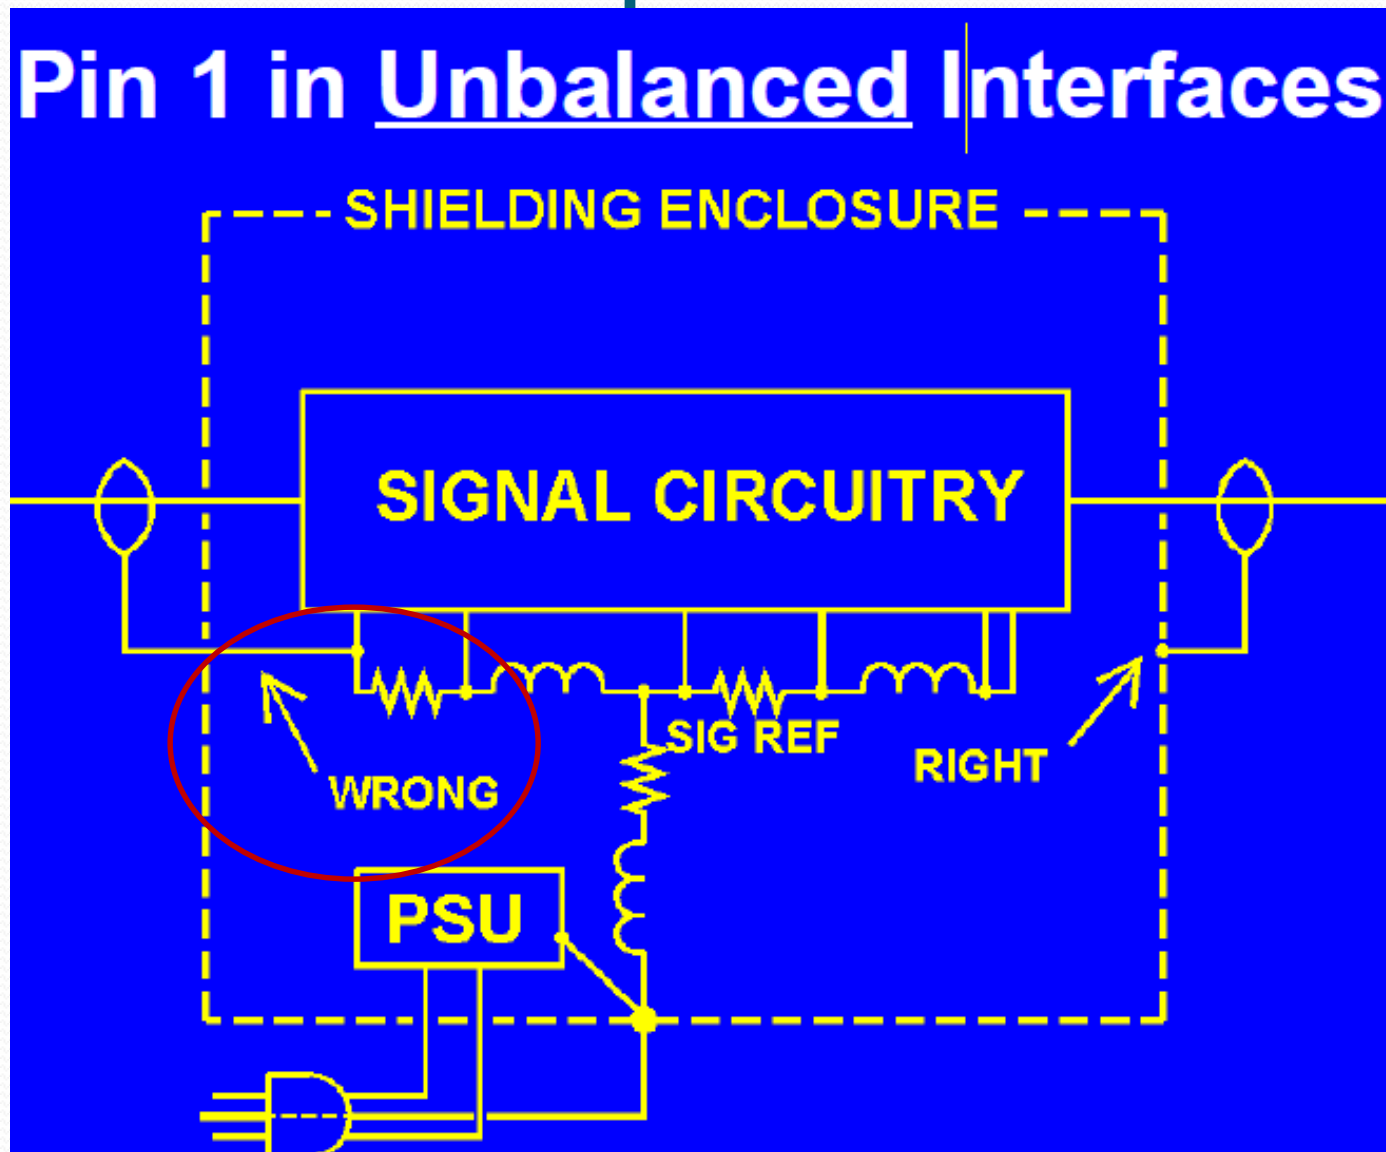 Pin 1 in Unbalanced Interfaces
SHIELDING ENCLOSURE
SIGNAL CIRCUITRY
SIG REF
RIGHT
WRONG
PSU